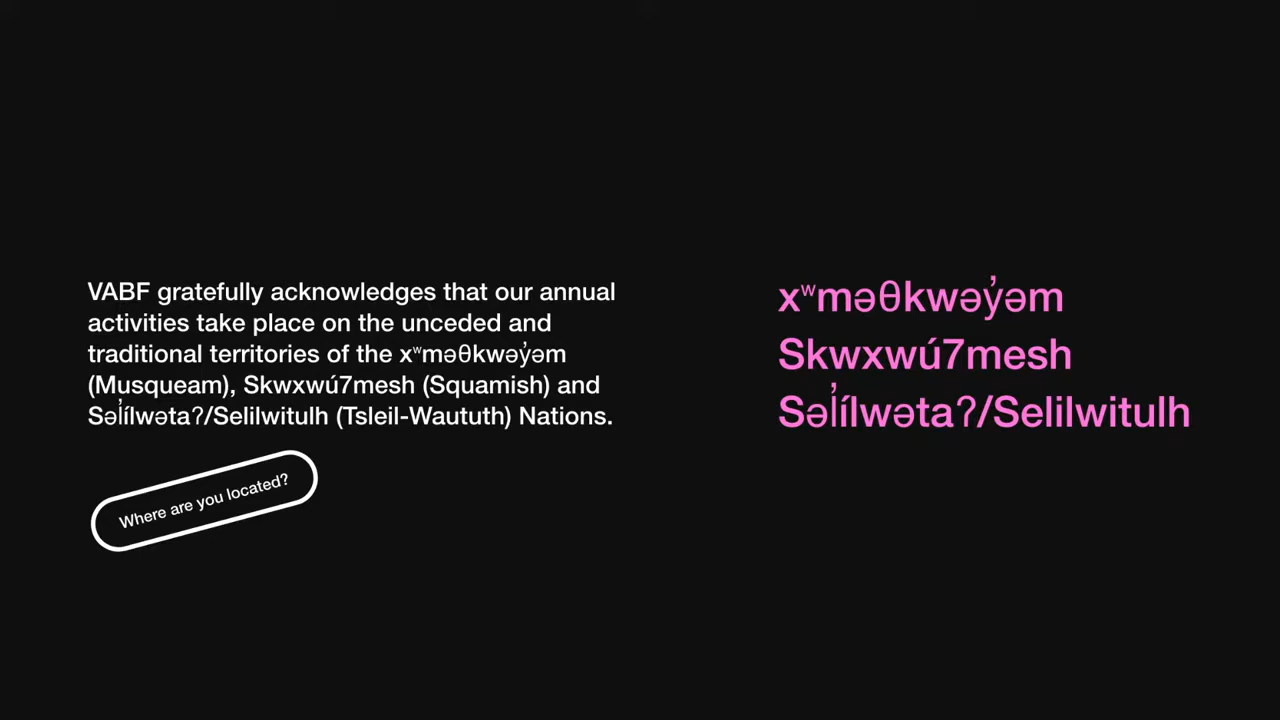 VABF gratefully acknowledges that our annual
activities take place on the unceded and
traditional territories of the xʷməθkwəy̓əm
(Musqueam), Skwxwú7mesh (Squamish) and
Səl̓ílwətaʔ/Selilwitulh (Tsleil-Waututh) Nations.
Where are you located?
xʷməθkwəy̓əm
Skwxwú7mesh
Səl̓ílwətaʔ/Selilwitulh